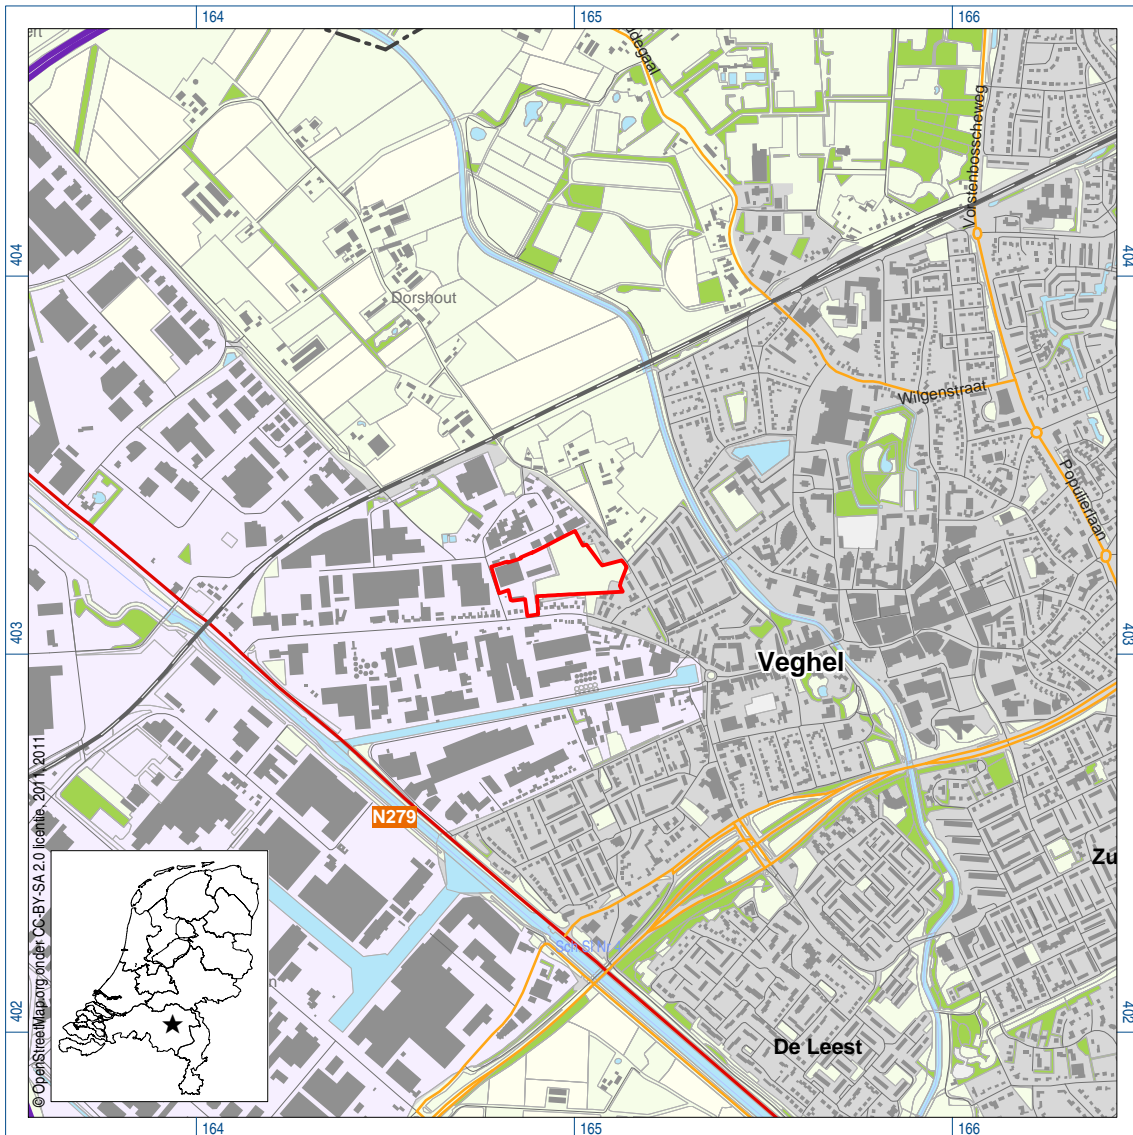 164
165
166
404
404
Vorstenbosscheweg
Dorshout
Wilgenstraat
Populierlaan
403
403
Veghel
N279
Zu
402
402
De Leest
© OpenStreetMap.org onder CC-BY-SA 2.0 licentie, 2011, 2011
164
165
166